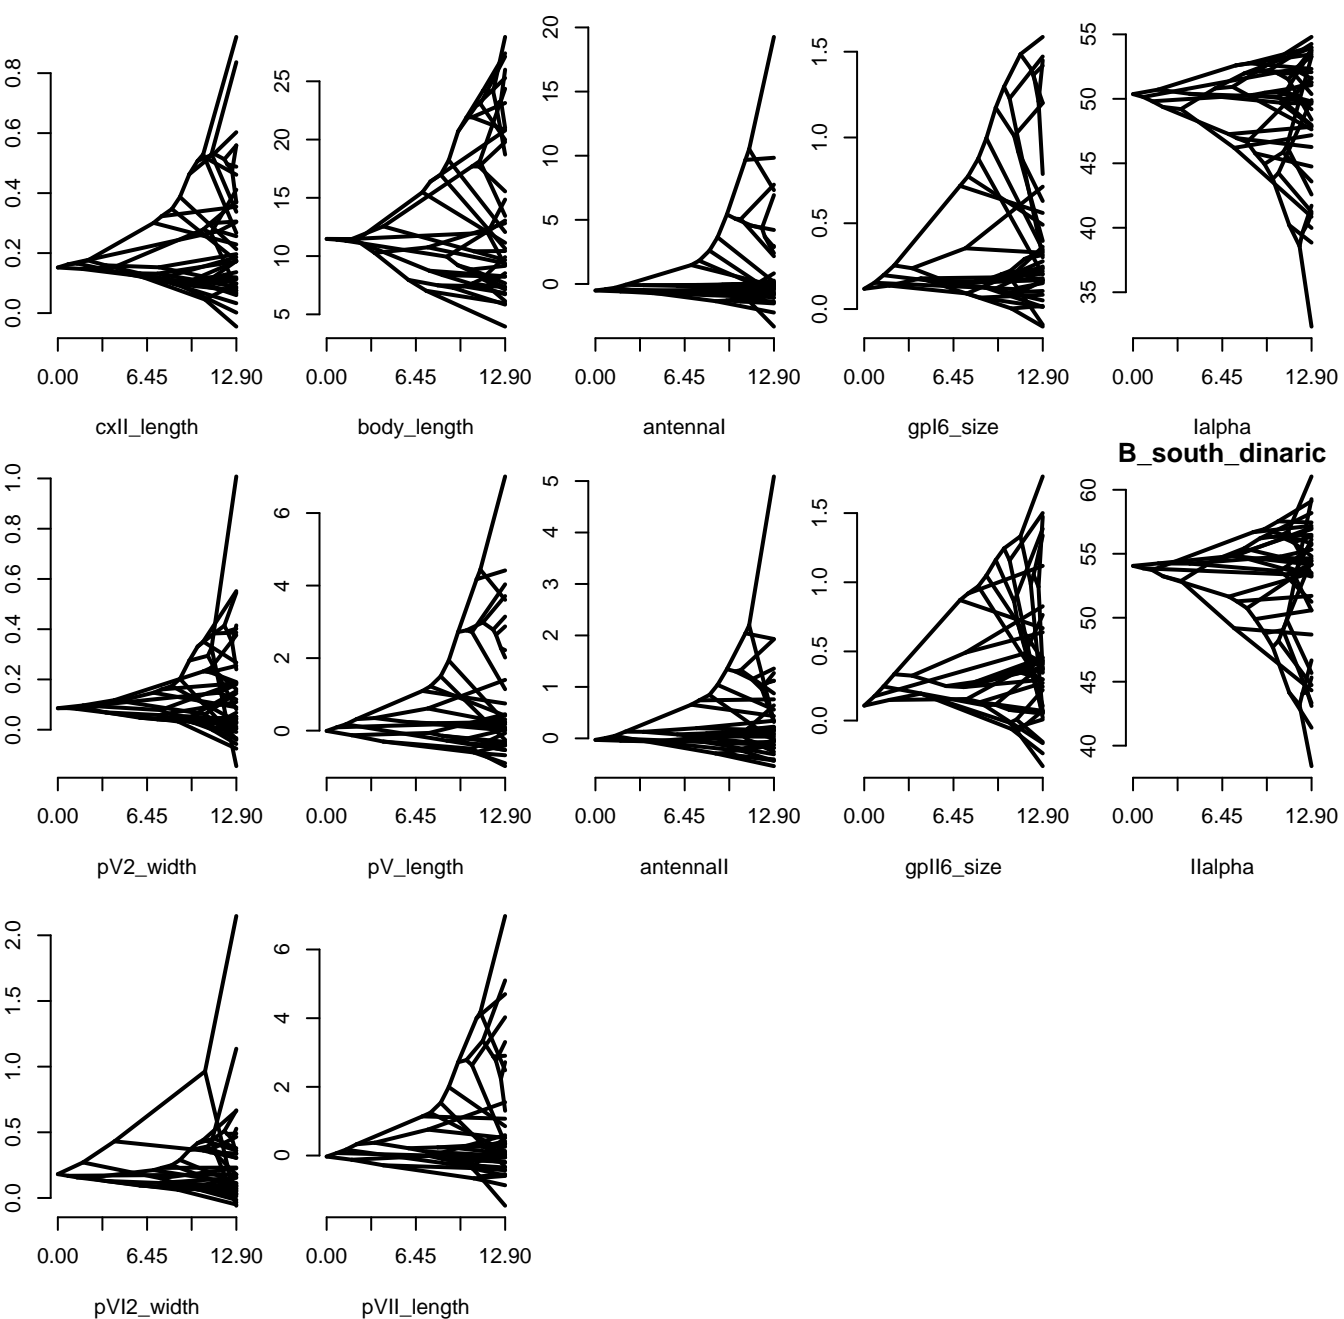 0.0 0.2 0.4 0.6 0.8
0.00 6.45 12.90
cxII_length
5 10 15 20 25
0.00 6.45 12.90
body_length
0 5 10 15 20
0.00 6.45 12.90
antennaI
0.0 0.5 1.0 1.5
0.00 6.45 12.90
gpI6_size
35 40 45 50 55
0.00 6.45 12.90
Ialpha
B_south_dinaric
0.0 0.2 0.4 0.6 0.8 1.0
0.00 6.45 12.90
pV2_width
0 2 4 6
0.00 6.45 12.90
pV_length
0 1 2 3 4 5
0.00 6.45 12.90
antennaII
0.0 0.5 1.0 1.5
0.00 6.45 12.90
gpII6_size
40 45 50 55 60
0.00 6.45 12.90
IIalpha
0.0 0.5 1.0 1.5 2.0
0.00 6.45 12.90
pVI2_width
0 2 4 6
0.00 6.45 12.90
pVII_length